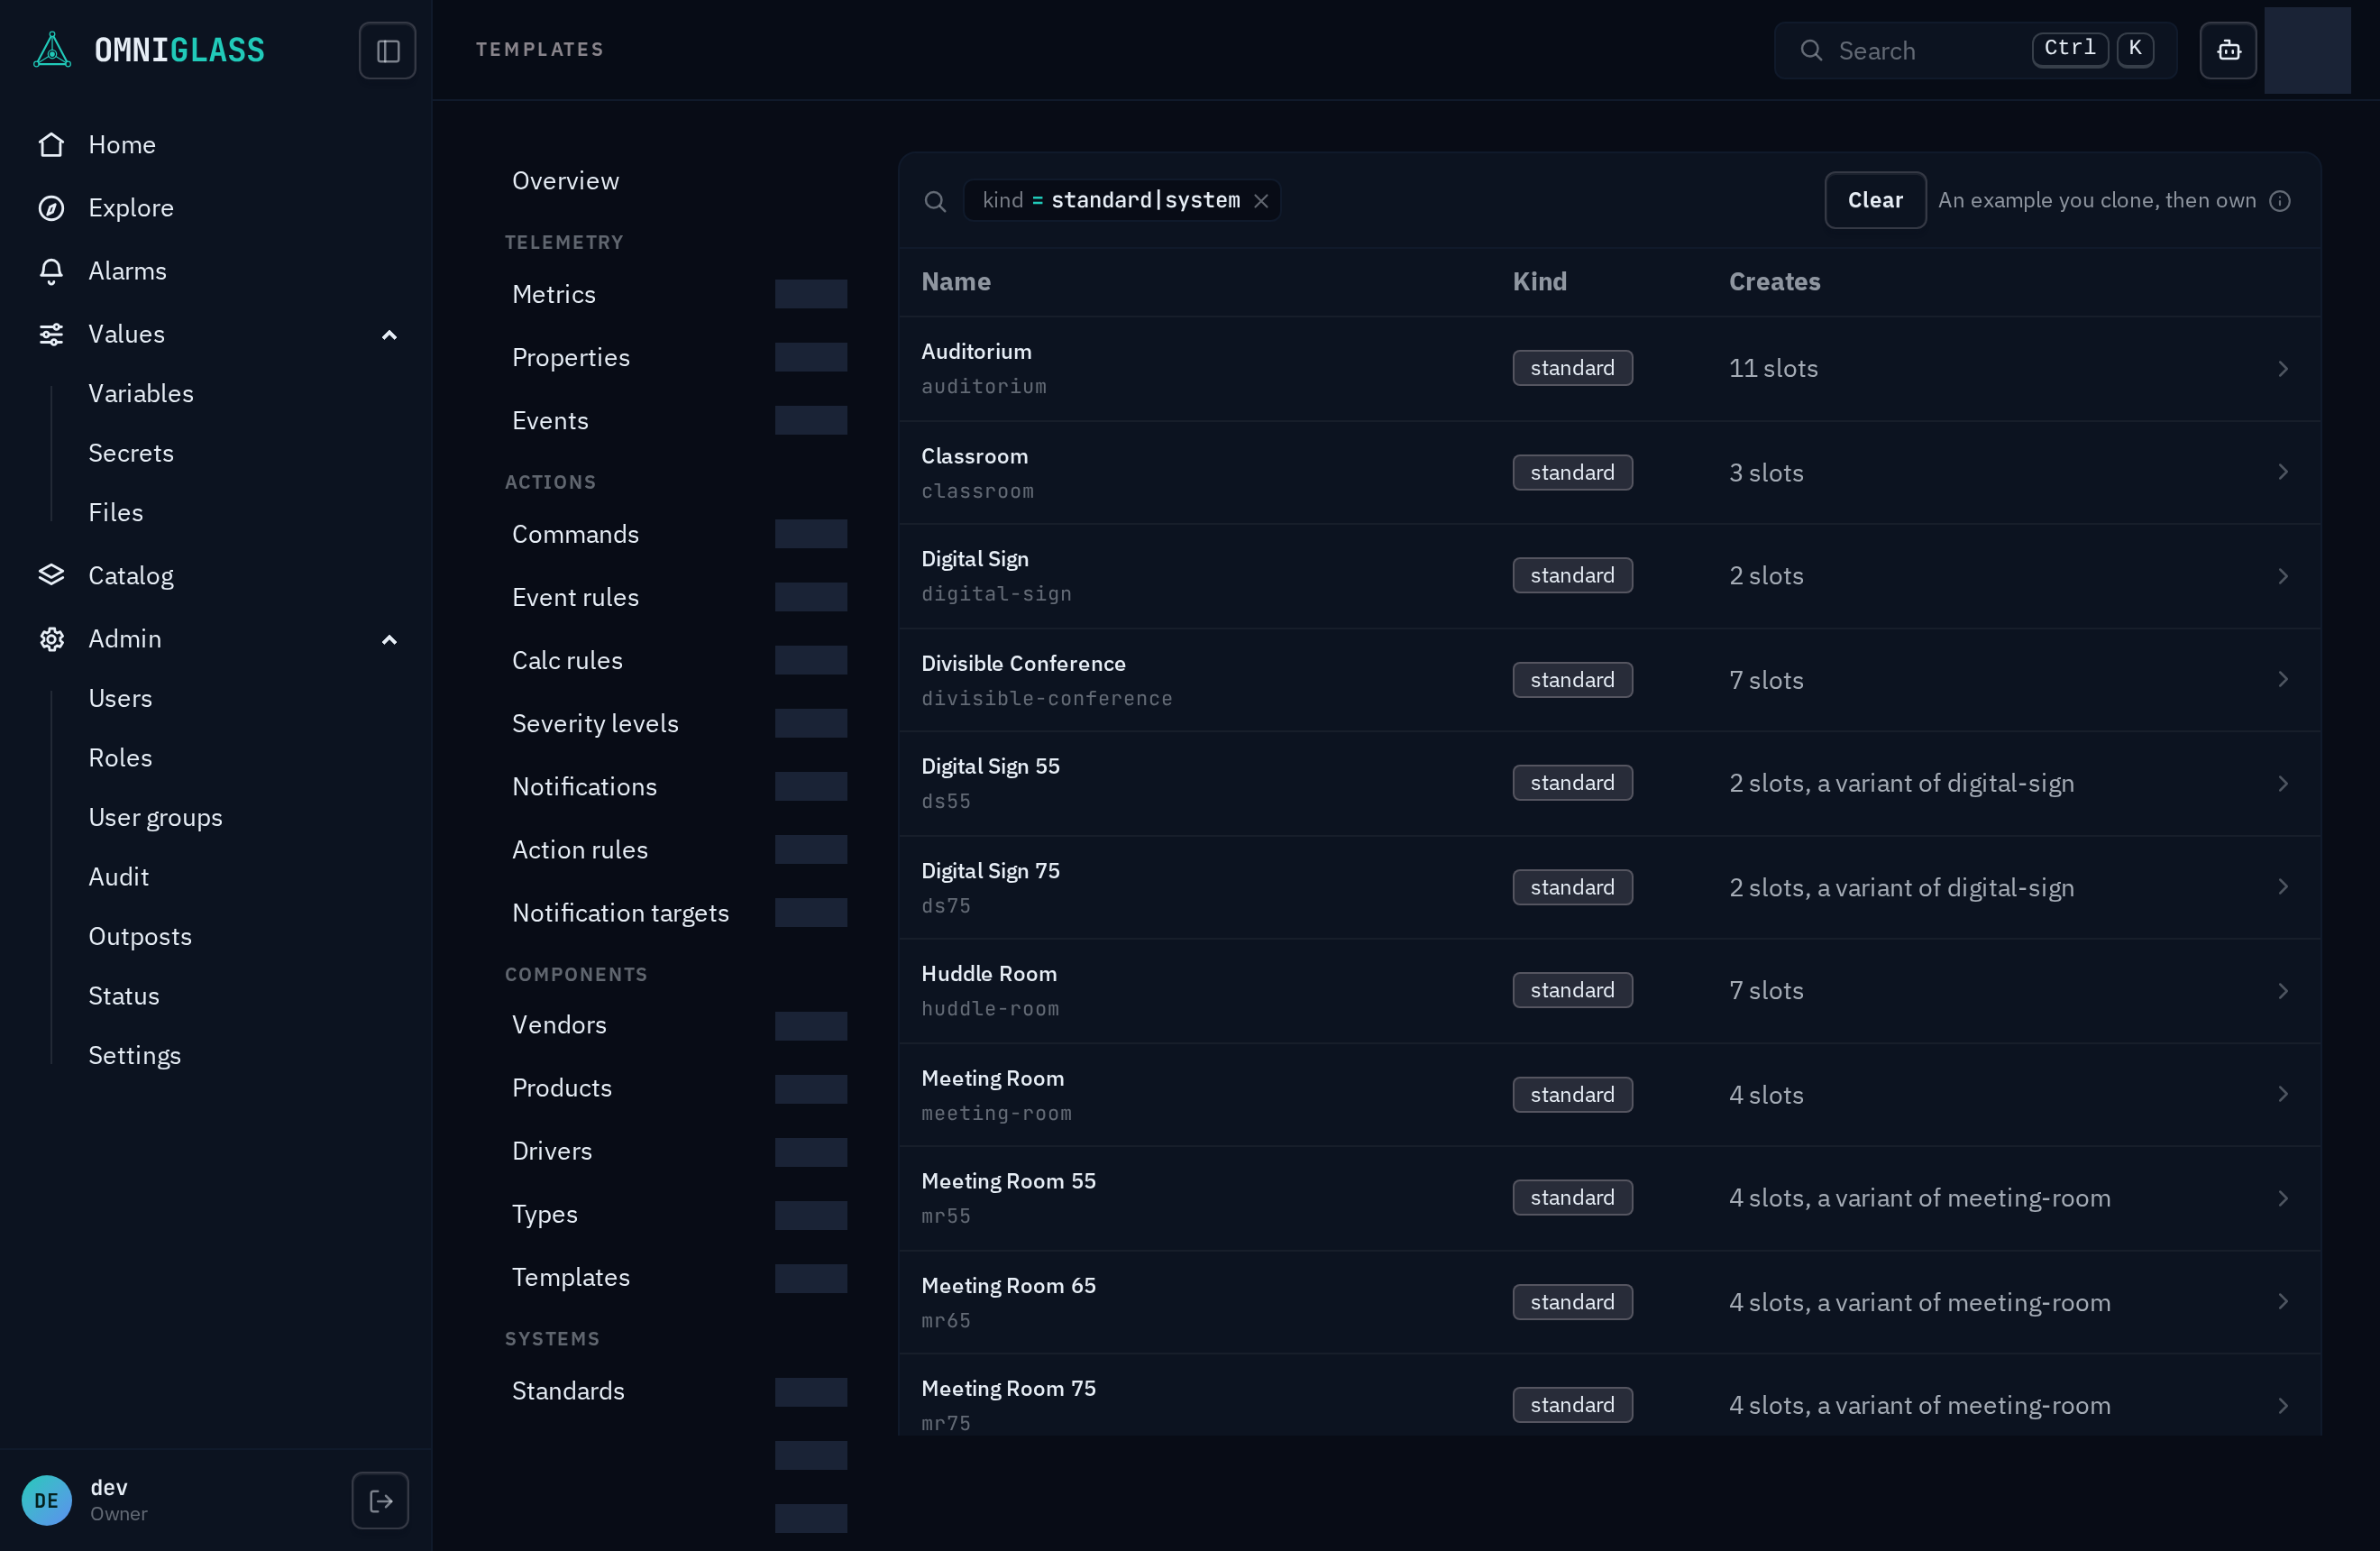 OMNIGLASS
Home
Explore
Alarms
Values
Variables
Secrets
Files
Catalog
Admin
Users
Roles
User groups
Audit
Outposts
Status
Settings
DE
dev
Owner
TEMPLATES
Search
Ctrl
K
Overview
TELEMETRY
Metrics
Properties
Events
ACTIONS
Commands
Event rules
Calc rules
Severity levels
Notifications
Action rules
Notification targets
COMPONENTS
Vendors
Products
Drivers
Types
Templates
SYSTEMS
Standards
kind = standard|system
Clear
An example you clone, then own
Name Kind Creates
Auditorium
auditorium
standard
11 slots
Classroom
classroom
standard
3 slots
Digital Sign
digital-sign
standard
2 slots
Divisible Conference
divisible-conference
standard
7 slots
Digital Sign 55
ds55
standard
2 slots, a variant of digital-sign
Digital Sign 75
ds75
standard
2 slots, a variant of digital-sign
Huddle Room
huddle-room
standard
7 slots
Meeting Room
meeting-room
standard
4 slots
Meeting Room 55
mr55
standard
4 slots, a variant of meeting-room
Meeting Room 65
mr65
standard
4 slots, a variant of meeting-room
Meeting Room 75
mr75
standard
4 slots, a variant of meeting-room